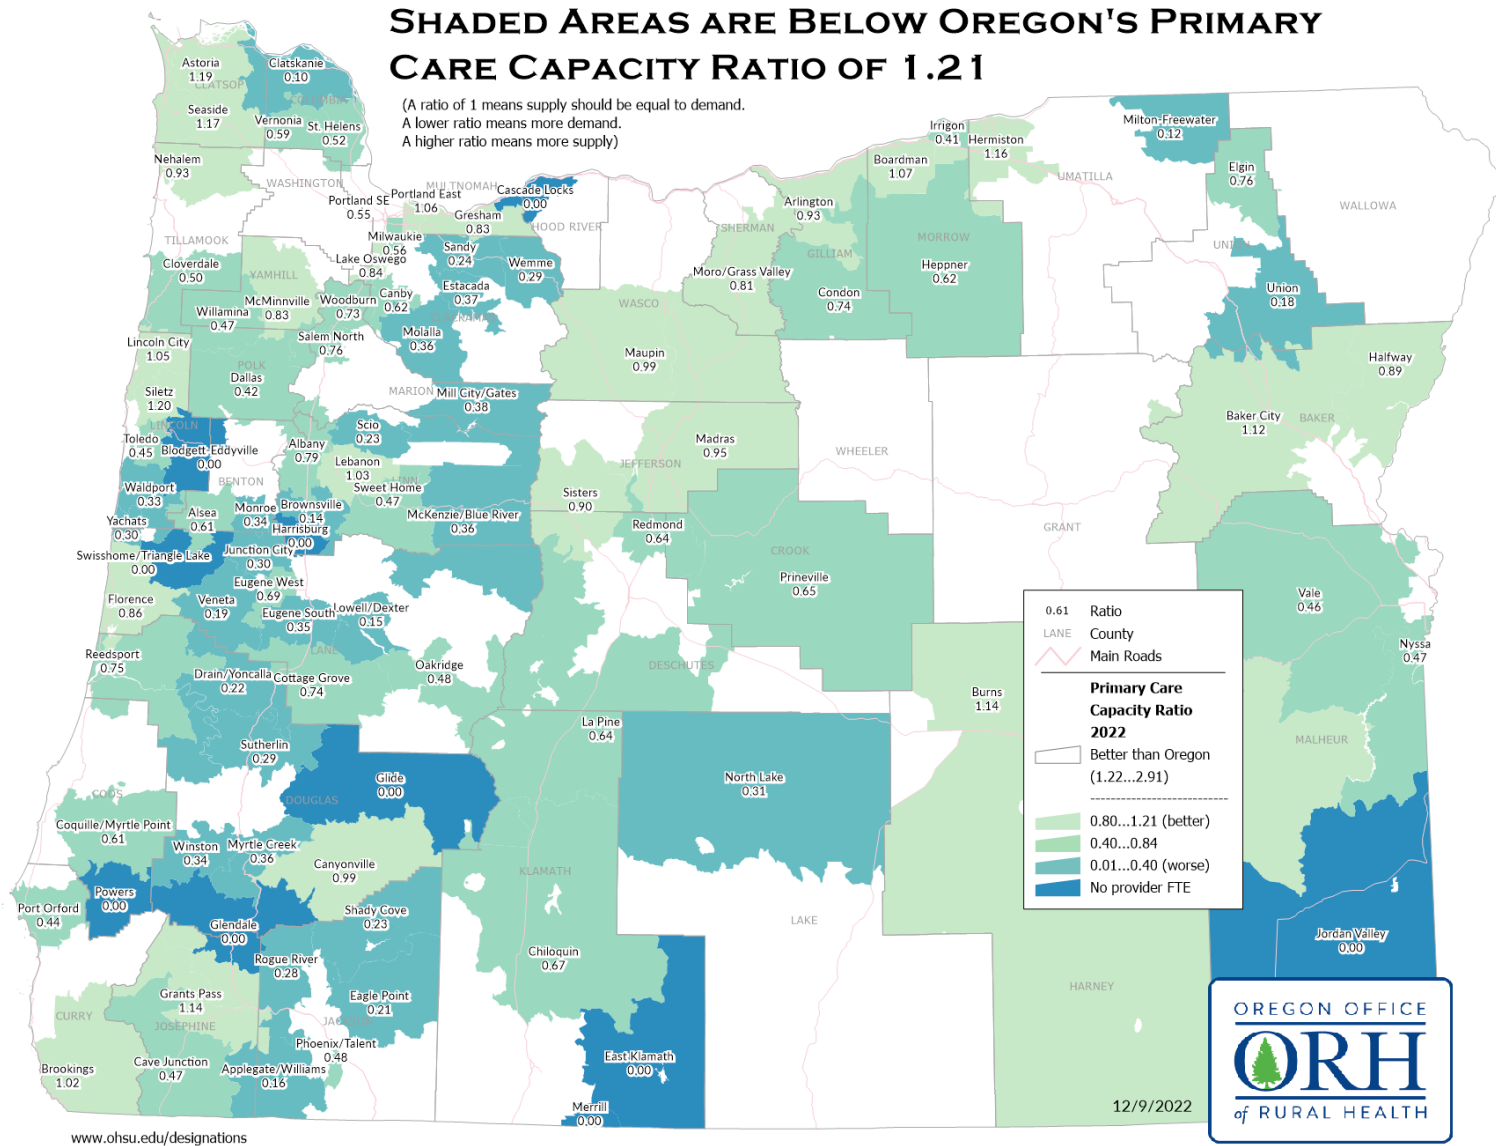 SHADED AREAS ARE BELOW OREGON'S PRIMARY
CARE CAPACITY RATIO OF 1.21
(A ratio of 1 means supply should be equal to demand.
A lower ratio means more demand.
A higher ratio means more supply)
Astoria
1.19
CLATSOP
Seaside
1.17
Clatskanie
0.10
COLUMBIA
Vernonia
0.59
St. Helens
0.52
Nehalem
0.93
WASHINGTON
MULTNOMAH
Portland East
1.06
Portland SE
0.55
Cascade Locks
0.00
Gresham
0.83
HOOD RIVER
Milwaukie
0.56
Lake Oswego
0.84
Sandy
0.24
Wemme
0.29
TILLAMOOK
Cloverdale
0.50
YAMHILL
McMinnville
0.83
Willamina
0.47
Woodburn
0.73
Canby
0.62
Estacada
0.37
CLACKAMAS
Molalla
0.36
Salem North
0.76
Lincoln City
1.05
POLK
Dallas
0.42
Siletz
1.20
MARION
Mill City/Gates
0.38
LINCOLN
Toledo
0.45
Blodgett-Eddyville
0.00
Albany
0.79
Scio
0.23
Lebanon
1.03
LINN
Sweet Home
0.47
BENTON
Waldport
0.33
Alsea
0.61
Monroe
0.34
Brownsville
0.14
Harrisburg
0.00
McKenzie/Blue River
0.36
Yachats
0.30
Swisshome/Triangle Lake
0.00
Junction City
0.30
Eugene West
0.69
Florence
0.86
Veneta
0.19
Eugene South
0.35
Lowell/Dexter
0.15
LANE
Reedsport
0.75
Drain/Yoncalla
0.22
Cottage Grove
0.74
Oakridge
0.48
Sutherlin
0.29
Glide
0.00
DOUGLAS
COOS
Coquille/Myrtle Point
0.61
Winston
0.34
Myrtle Creek
0.36
Canyonville
0.99
Powers
0.00
Port Orford
0.44
Glendale
0.00
Shady Cove
0.23
Rogue River
0.28
Grants Pass
1.14
JOSEPHINE
Eagle Point
0.21
JACKSON
CURRY
Phoenix/Talent
0.48
Brookings
1.02
Cave Junction
0.47
Applegate/Williams
0.16
Irrigon
0.41
Hermiston
1.16
Boardman
1.07
Milton-Freewater
0.12
Elgin
0.76
UMATILLA
WALLOWA
Arlington
0.93
SHERMAN
GILLIAM
MORROW
UNION
Moro/Grass Valley
0.81
Condon
0.74
Heppner
0.62
Union
0.18
WASCO
Maupin
0.99
Halfway
0.89
Baker City
1.12
BAKER
Madras
0.95
JEFFERSON
WHEELER
Sisters
0.90
Redmond
0.64
CROOK
Prineville
0.65
GRANT
DESCHUTES
La Pine
0.64
North Lake
0.31
KLAMATH
Chiloquin
0.67
LAKE
East Klamath
0.00
Merrill
0.00
Burns
1.14
HARNEY
Vale
0.46
Nyssa
0.47
MALHEUR
Jordan Valley
0.00
0.61 Ratio
LANE County
Main Roads
Primary Care
Capacity Ratio
2022
Better than Oregon
(1.22...2.91)
0.80...1.21 (better)
0.40...0.84
0.01...0.40 (worse)
No provider FTE
12/9/2022
OREGON OFFICE
ORH
of RURAL HEALTH
www.ohsu.edu/designations